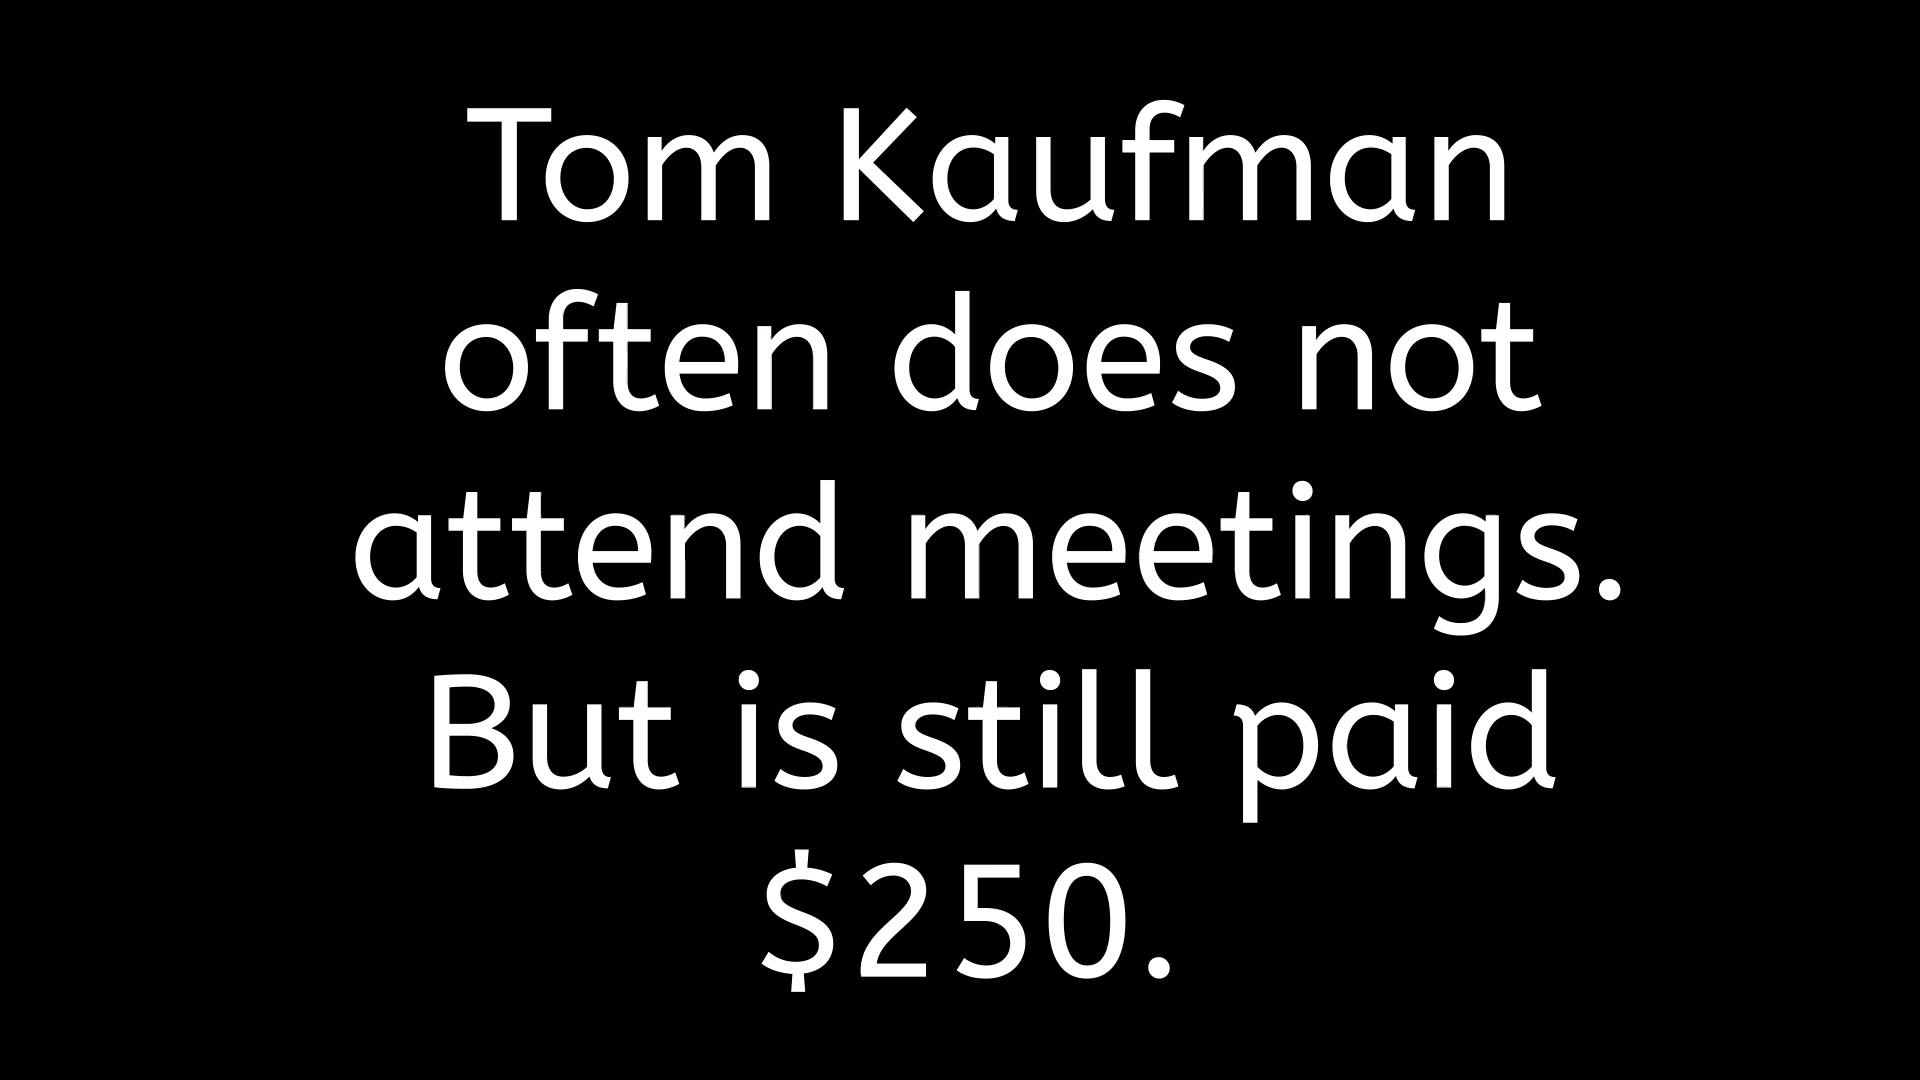 Tom Kaufman
often does not
attend meetings.
But is still paid
$250.